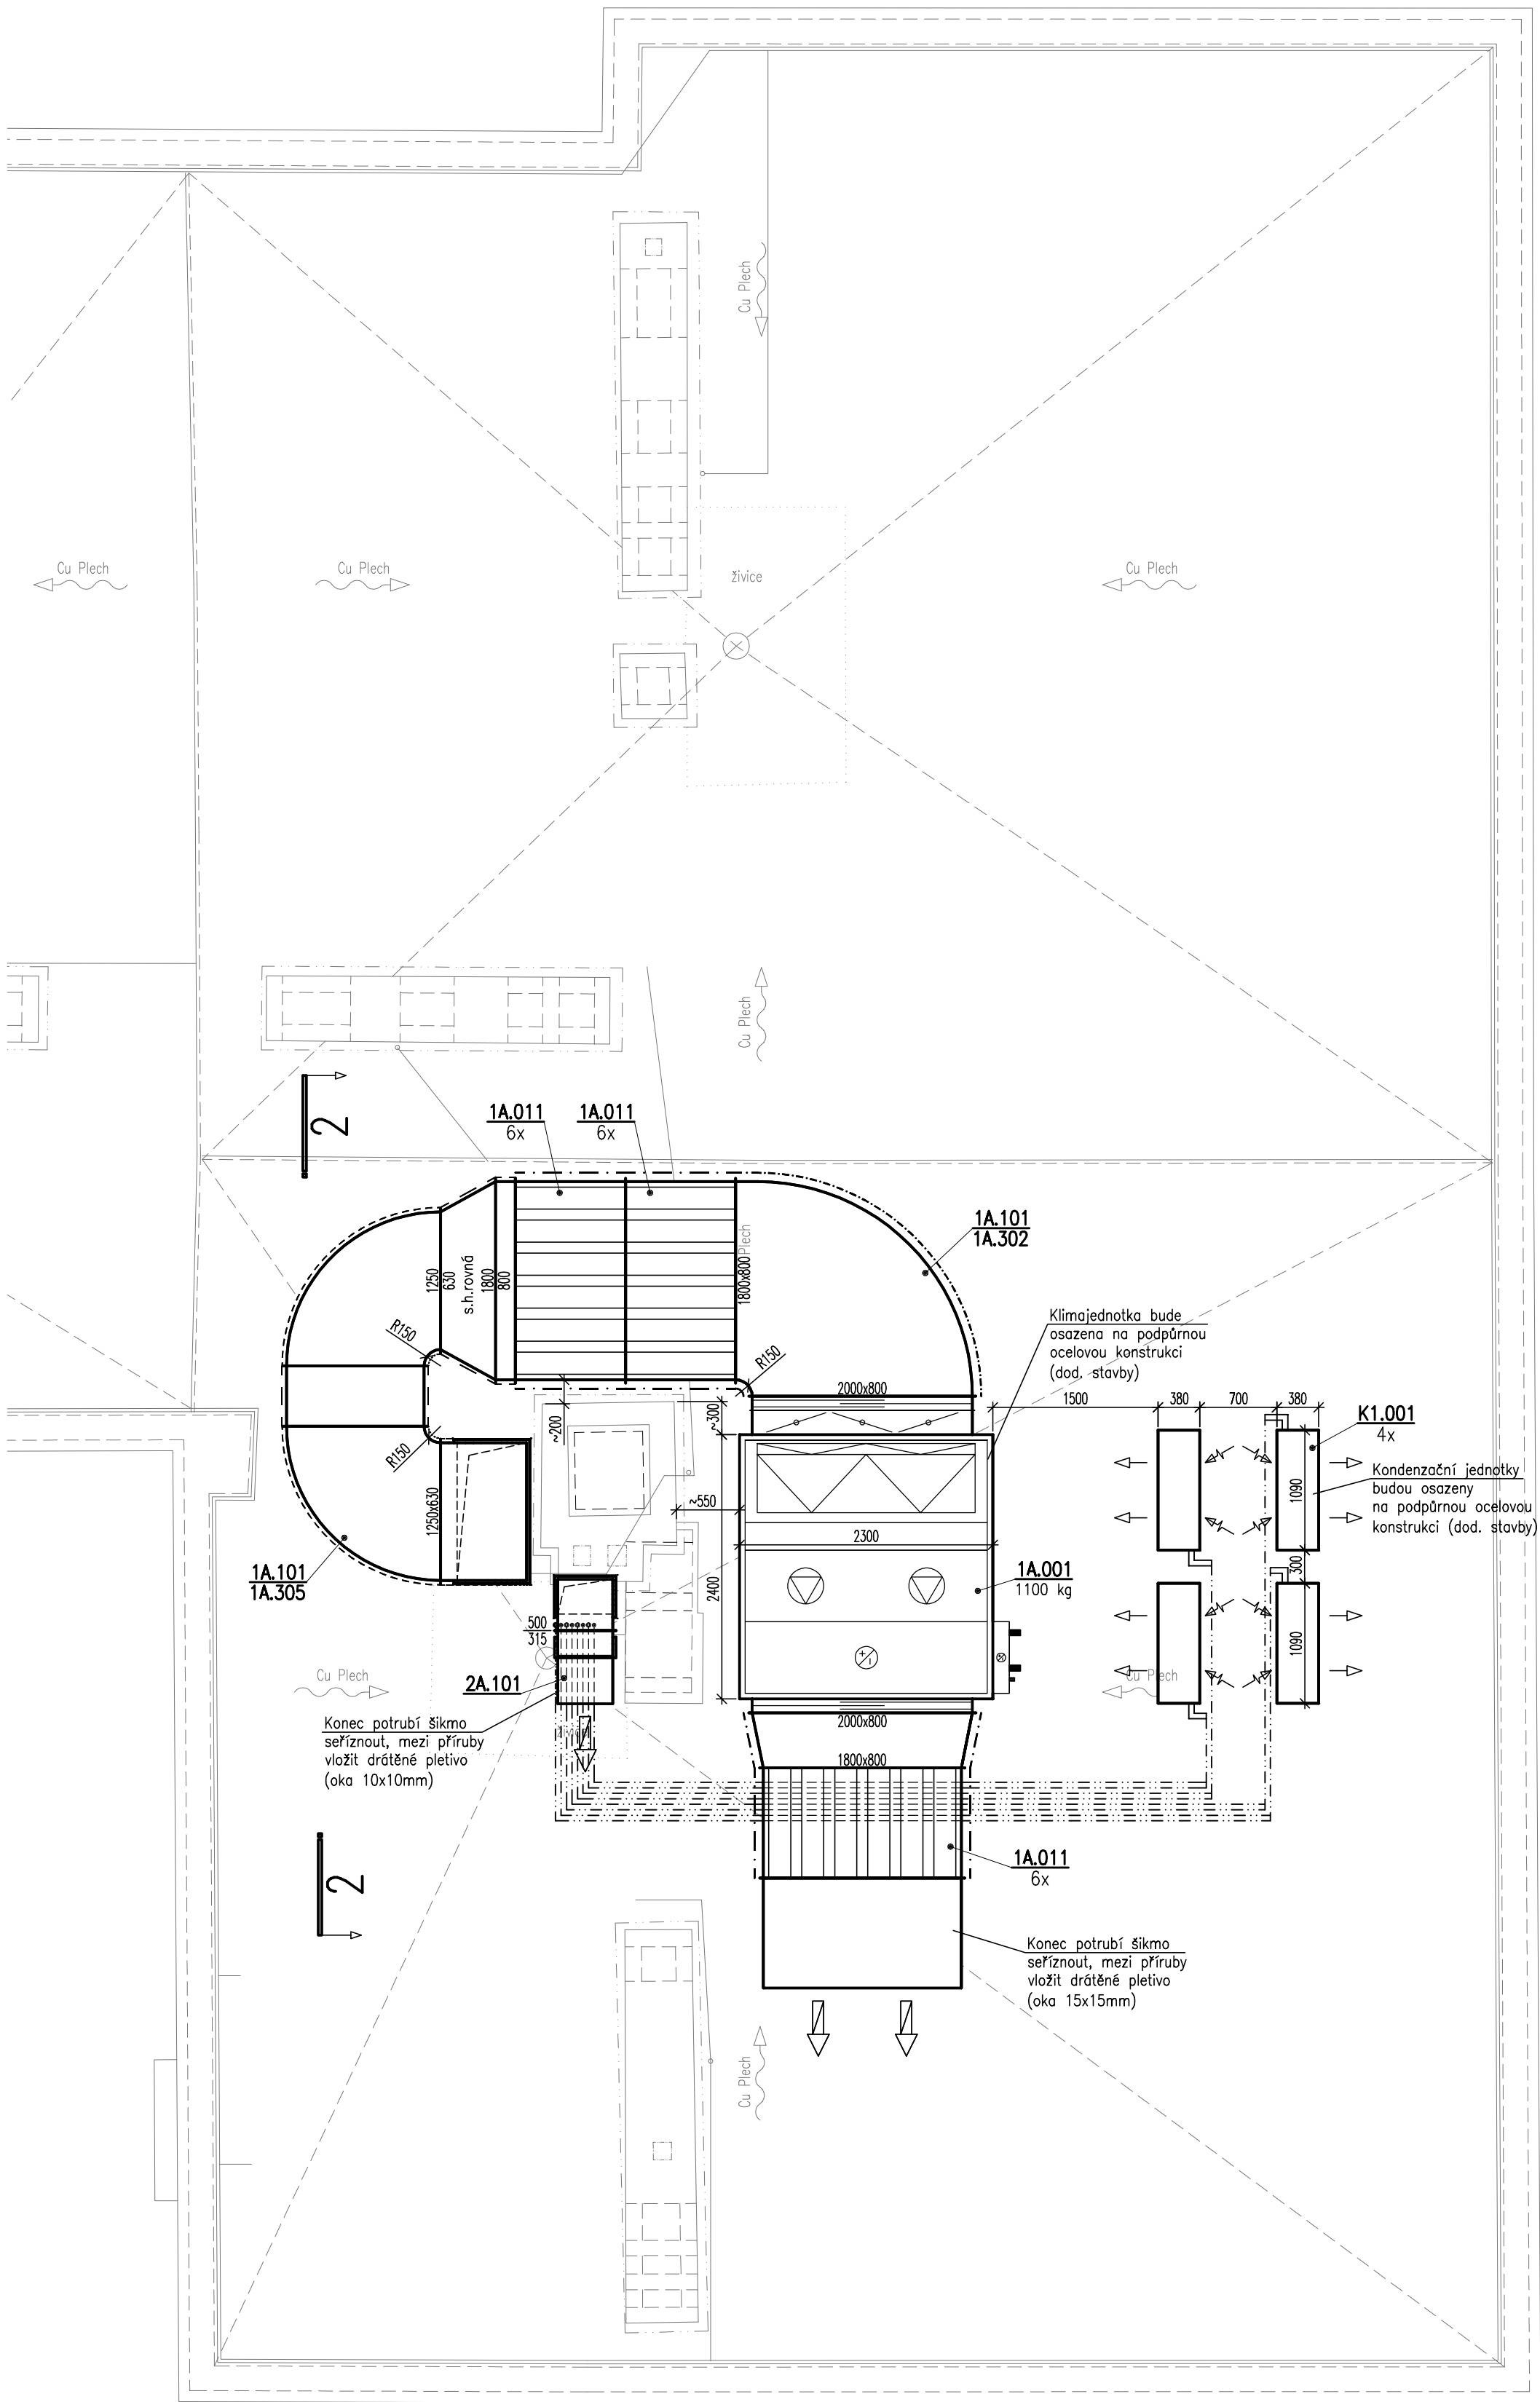 Cu Plech
Cu Plech
Cu Plech
živice
Cu Plech
Cu Plech
2
1A.011
6x
1A.011
6x
1A.101
1A.302
Plech
1250
630
s.h.rovná
1800
800
1800x800
R150
R150
R150
Klimajednotka bude
osazena na podpůrnou
ocelovou konstrukci
(dod. stavby)
2000x800
~200
~300
1500
380
700
380
K1.001
4x
Kondenzační jednotky
budou osazeny
na podpůrnou ocelovou
konstrukci (dod. stavby)
1090
~550
1250x630
2300
300
1A.101
1A.305
1A.001
1100 kg
2400
500
315
1090
Cu Plech
2A.101
Cu Plech
Konec potrubí šikmo
seříznout, mezi příruby
vložit drátěné pletivo
(oka 10x10mm)
2000x800
1800x800
2
1A.011
6x
Konec potrubí šikmo
seříznout, mezi příruby
vložit drátěné pletivo
(oka 15x15mm)
Cu Plech